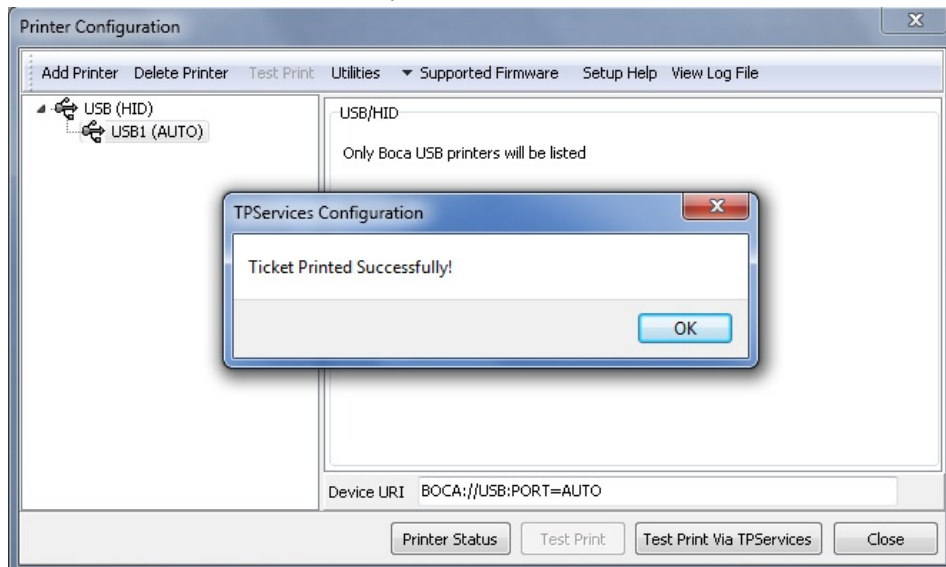 Printer Configuration
Add Printer Delete Printer Test Print Utilities Supported Firmware Setup Help View Log File
USB (HID)
USB1 (AUTO)
USB/HID
Only Boca USB printers will be listed
TPServices Configuration
Ticket Printed Successfully!
OK
Device URI BOCA://USB:PORT=AUTO
Printer Status Test Print Test Print Via TPServices Close